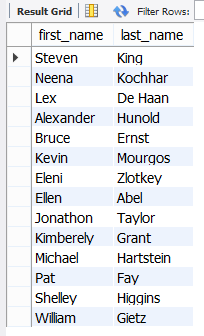 Result Grid Filter Rows:
first_name last_name
Steven King
Neena Kochhar
Lex De Haan
Alexander Hunold
Bruce Ernst
Kevin Mourgos
Eleni Zlotkey
Ellen Abel
Jonathon Taylor
Kimberely Grant
Michael Hartstein
Pat Fay
Shelley Higgins
William Gietz